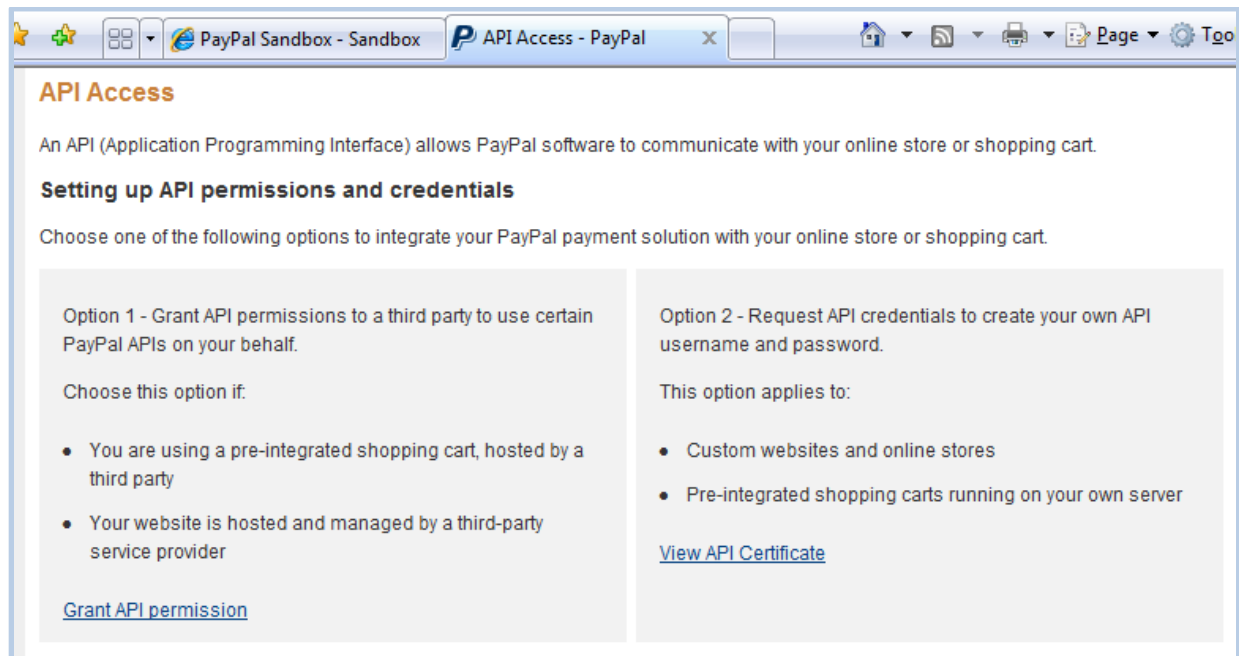 PayPal Sandbox - Sandbox
API Access - PayPal
X
Page
Too
API Access
An API (Application Programming Interface) allows PayPal software to communicate with your online store or shopping cart.
Setting up API permissions and credentials
Choose one of the following options to integrate your PayPal payment solution with your online store or shopping cart.
Option 1 - Grant API permissions to a third party to use certain
PayPal APIs on your behalf.
Choose this option if:
• You are using a pre-integrated shopping cart, hosted by a
third party
• Your website is hosted and managed by a third-party
service provider
Grant API permission
Option 2 - Request API credentials to create your own API
username and password.
This option applies to:
• Custom websites and online stores
• Pre-integrated shopping carts running on your own server
View API Certificate